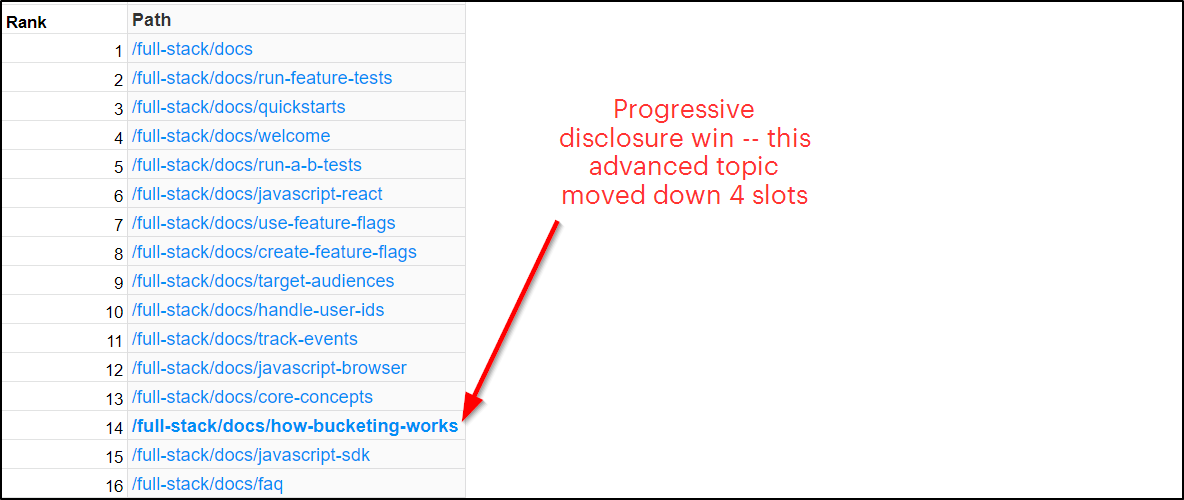 Rank Path
1 /full-stack/docs
2 /full-stack/docs/run-feature-tests
3 /full-stack/docs/quickstarts
4 /full-stack/docs/welcome
5 /full-stack/docs/run-a-b-tests
6 /full-stack/docs/javascript-react
7 /full-stack/docs/use-feature-flags
8 /full-stack/docs/create-feature-flags
9 /full-stack/docs/target-audiences
10 /full-stack/docs/handle-user-ids
11 /full-stack/docs/track-events
12 /full-stack/docs/javascript-browser
13 /full-stack/docs/core-concepts
14 /full-stack/docs/how-bucketing-works
15 /full-stack/docs/javascript-sdk
16 /full-stack/docs/faq
Progressive
disclosure win -- this
advanced topic
moved down 4 slots